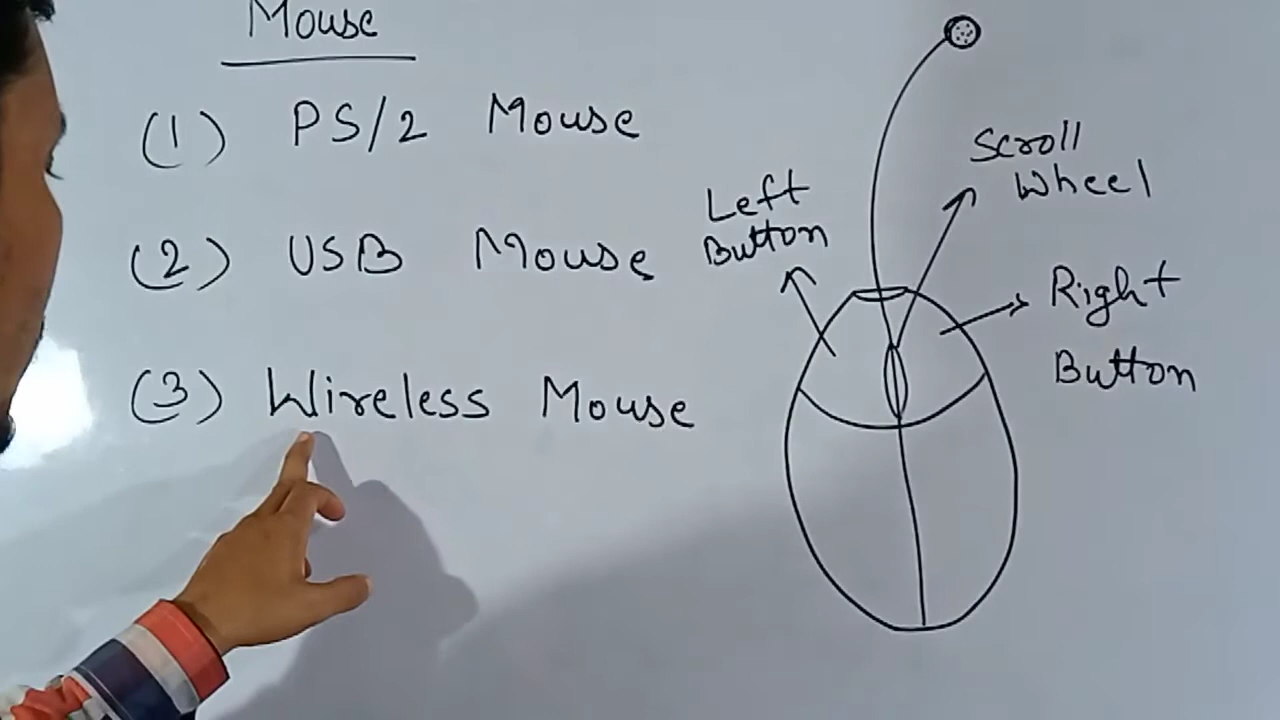 Mouse
(1) PS/2 Mouse
(2) USB Mouse
(3) Wireless Mouse
Scroll
Wheel
Left
Button
Right
Button